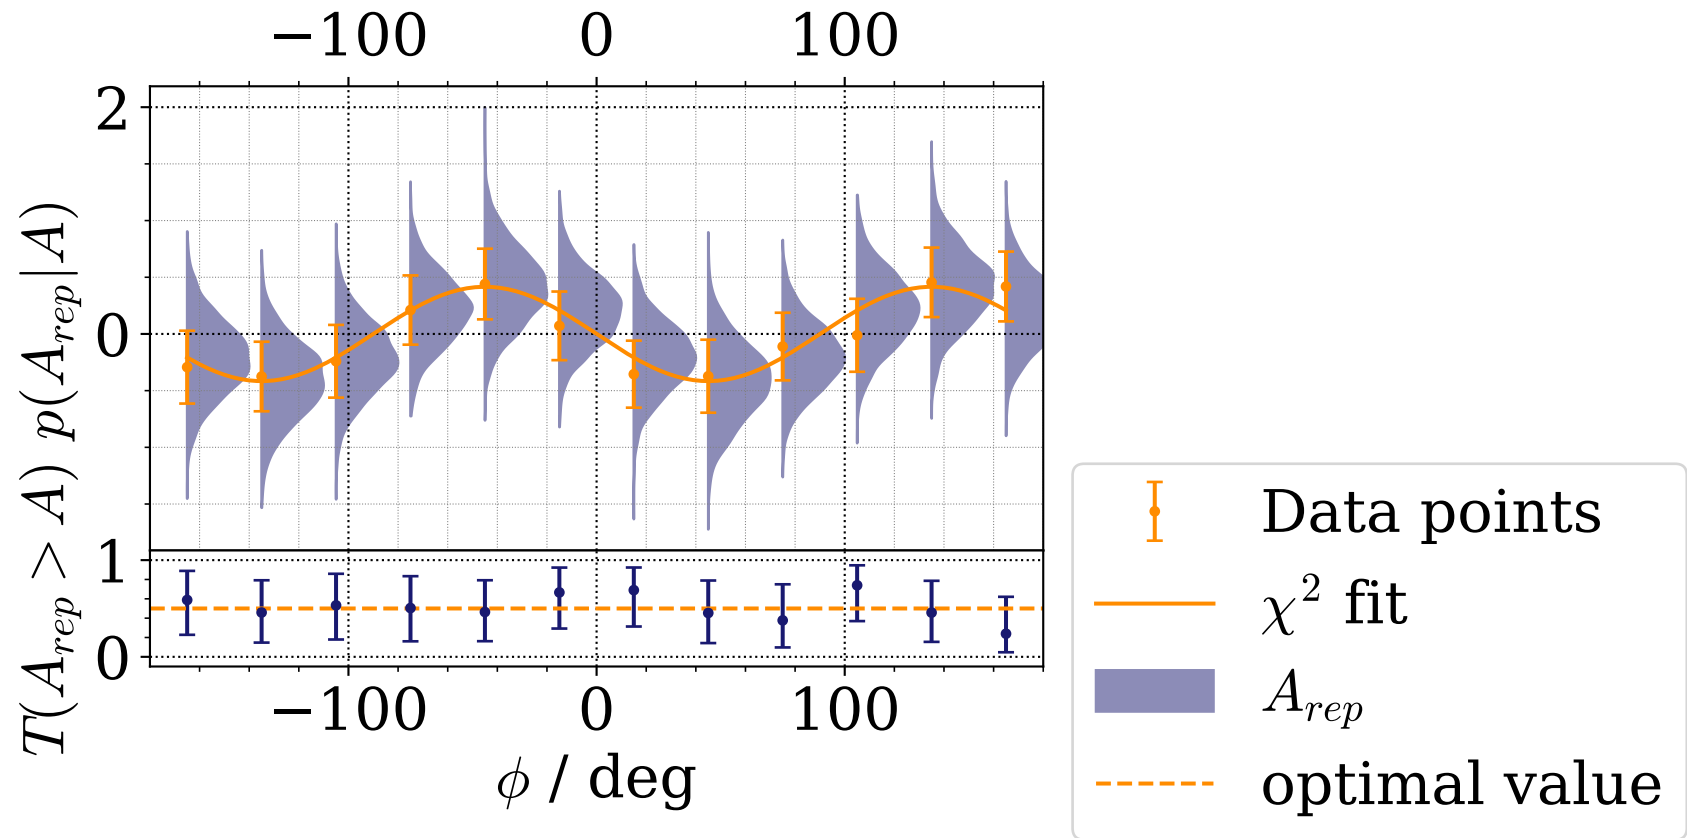 −100 0 100
2
0
1
0
T(A_rep > A) p(A_rep|A)
−100 0 100
ϕ / deg
Data points
χ² fit
A_rep
optimal value